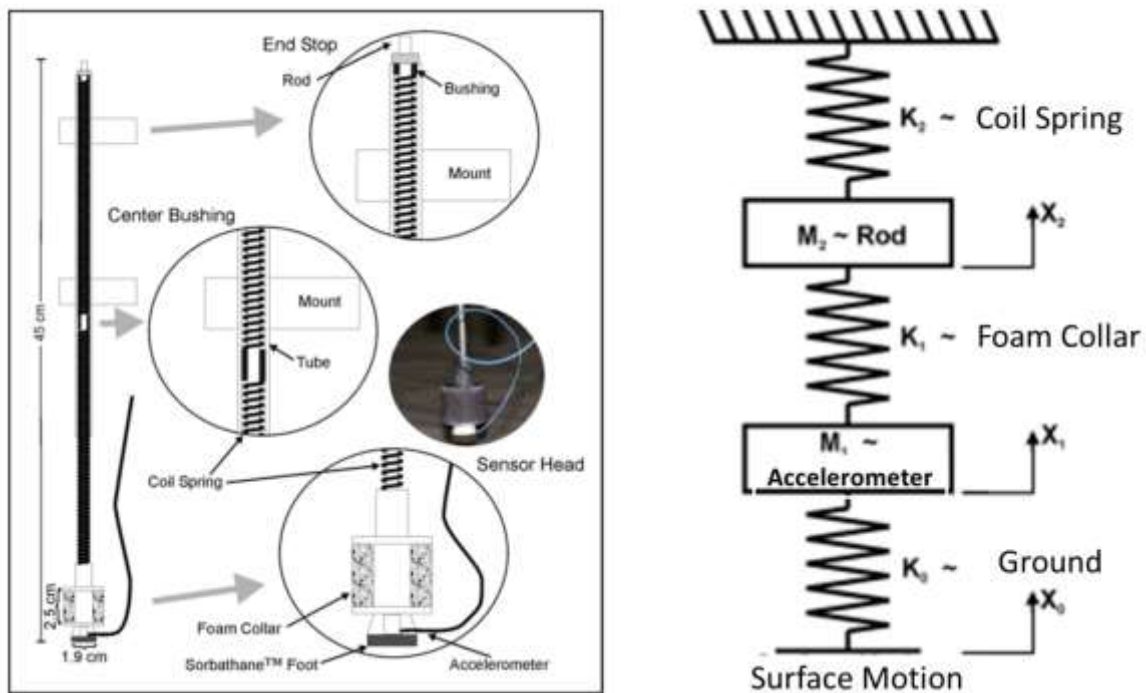 End Stop
Rod
Bushing
Mount
45 cm
Center Bushing
Mount
Tube
Coil Spring
Sensor Head
2.5 cm
Foam Collar
Sorbathane™ Foot
Accelerometer
1.9 cm
K₂ ~ Coil Spring
M₂ ~ Rod
X₂
K₁ ~ Foam Collar
M₁ ~
Accelerometer
X₁
K₀ ~ Ground
X₀
Surface Motion